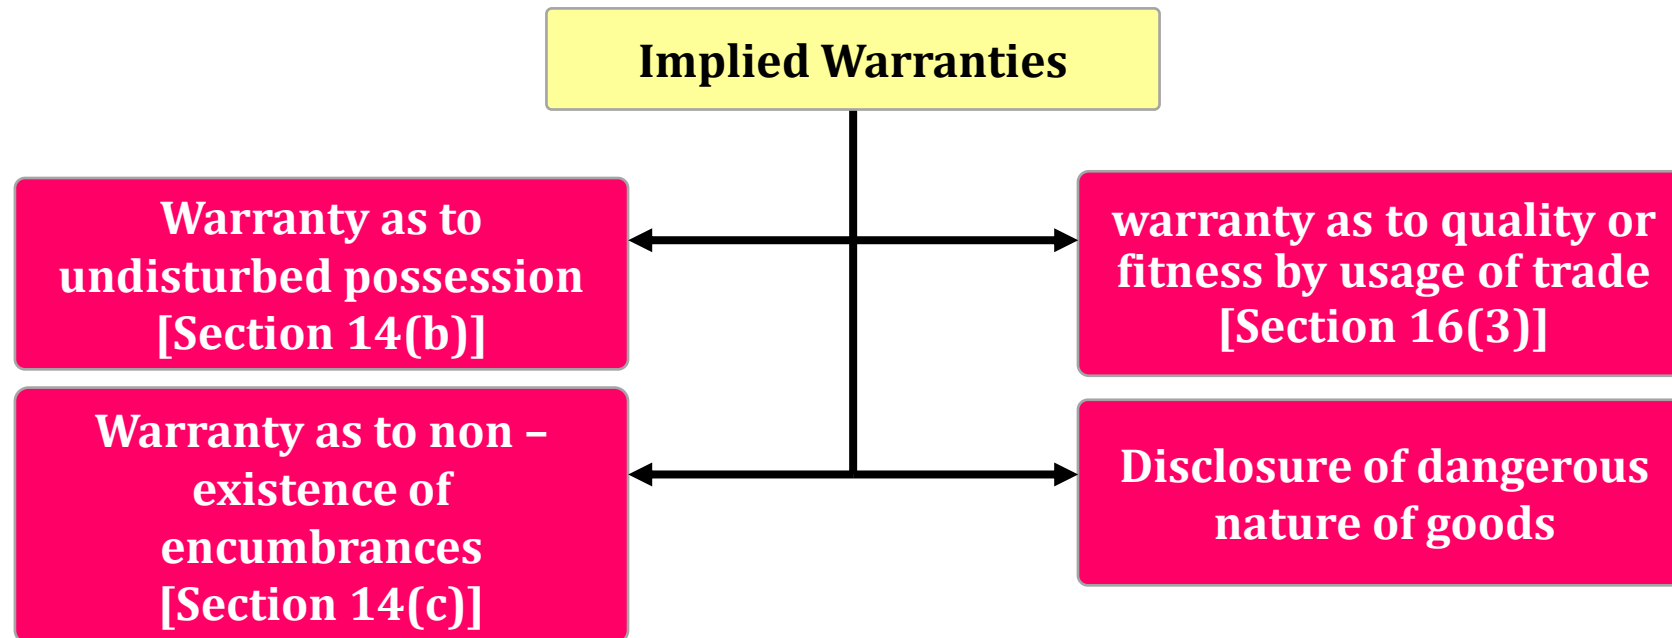 Implied Warranties
Warranty as to
undisturbed possession
[Section 14(b)]
warranty as to quality or
fitness by usage of trade
[Section 16(3)]
Warranty as to non –
existence of
encumbrances
[Section 14(c)]
Disclosure of dangerous
nature of goods